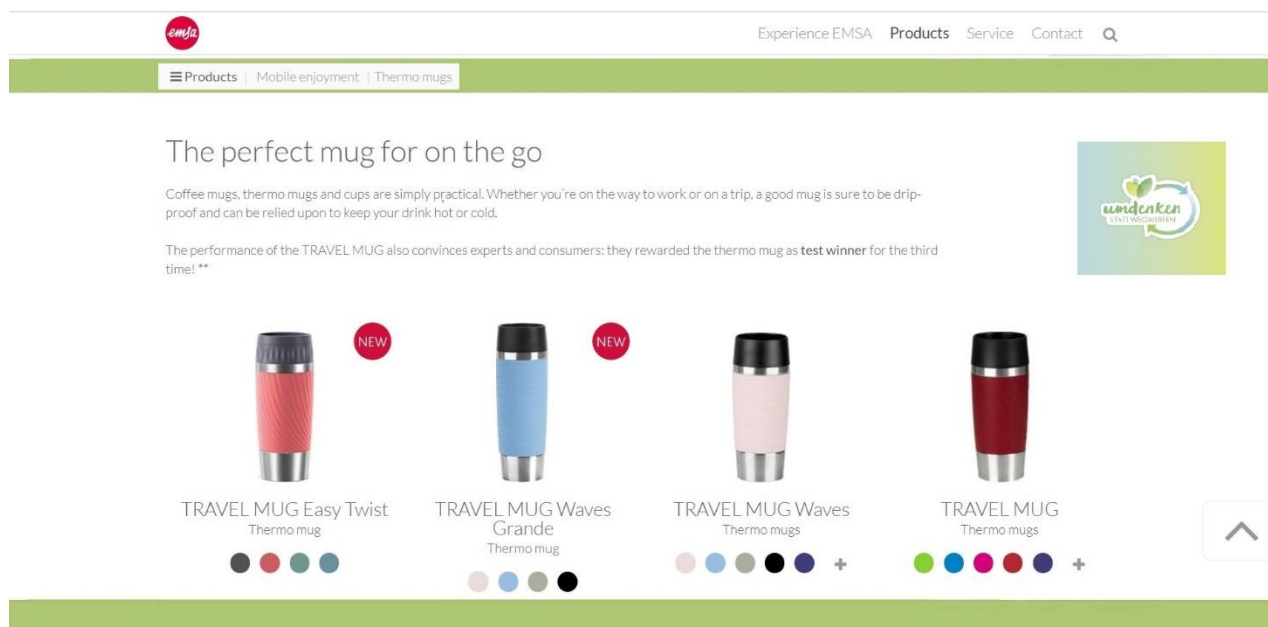 emsa
Experience EMSA Products Service Contact
Products | Mobile enjoyment | Thermo mugs
The perfect mug for on the go
Coffee mugs, thermo mugs and cups are simply practical. Whether you're on the way to work or on a trip, a good mug is sure to be drip-
proof and can be relied upon to keep your drink hot or cold.
umdenken
STATT WEGWERFEN
The performance of the TRAVEL MUG also convinces experts and consumers: they rewarded the thermo mug as test winner for the third
time! **
NEW
NEW
TRAVEL MUG Easy Twist
Thermo mug
TRAVEL MUG Waves
Grande
Thermo mug
TRAVEL MUG Waves
Thermo mugs
+
TRAVEL MUG
Thermo mugs
+